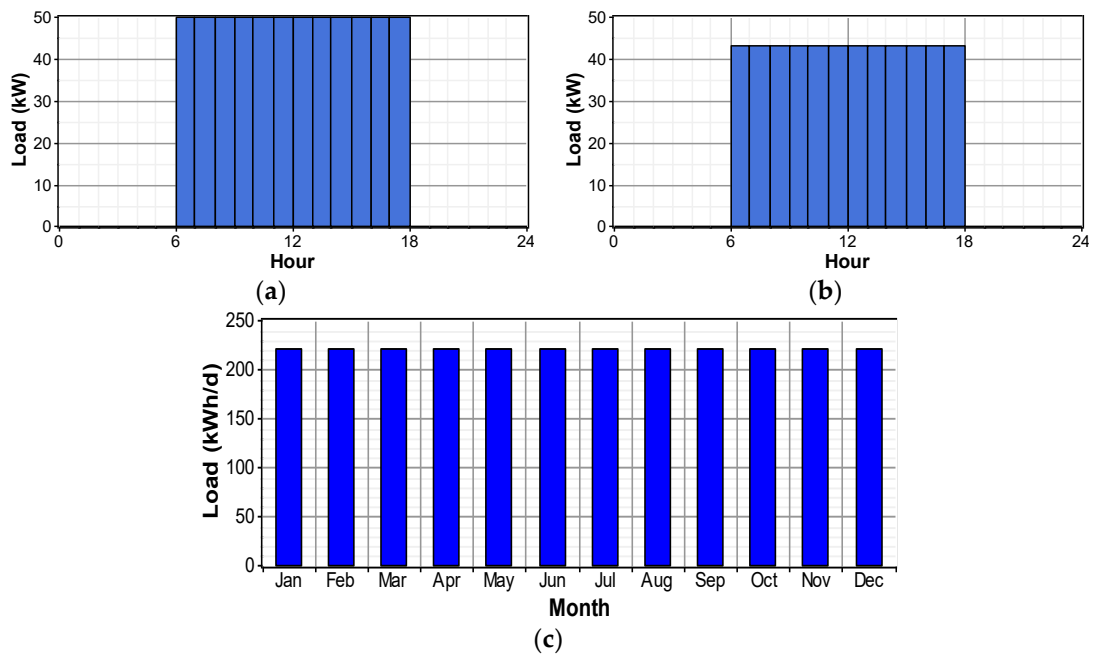 50
40
30
20
10
0
Load (kW)
0 6 12 18 24
Hour
(a)
50
40
30
20
10
0
Load (kW)
0 6 12 18 24
Hour
(b)
250
200
150
100
50
0
Load (kWh/d)
Jan Feb Mar Apr May Jun Jul Aug Sep Oct Nov Dec
Month
(c)